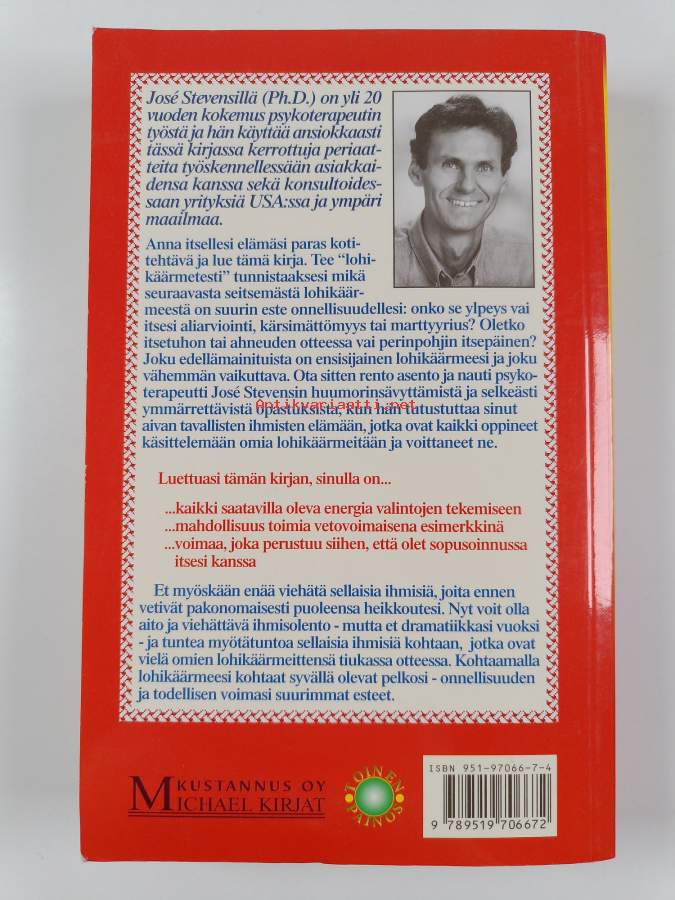 José Stevensillä (Ph.D.) on yli 20
vuoden kokemus psykoterapeutin
työstä ja hän käyttää ansiokkaasti
tässä kirjassa kerrottuja periaat-
teita työskennellessään asiakkai-
densa kanssa sekä konsultoides-
saan yrityksiä USA:ssa ja ympäri
maailmaa.
Anna itsellesi elämäsi paras koti-
tehtävä ja lue tämä kirja. Tee “lohi-
käärmetesti” tunnistaaksesi mikä
seuraavasta seitsemästä lohikäär-
meestä on suurin este onnellisuudellesi: onko se ylpeys vai
itsesi aliarviointi, kärsimättömyys tai marttyyrius? Oletko
itsetuhon tai ahneuden otteessa vai perinpohjin itsepäinen?
Joku edellämainituista on ensisijainen lohikäärmeesi ja joku
vähemmän vaikuttava. Ota sitten rento asento ja nauti psyko-
terapeutti José Stevensin huumorinsävyttämistä ja selkeästi
ymmärrettävistä opastuksista, kun hän tutustuttaa sinut
Antikvariaatti.net
aivan tavallisten ihmisten elämään, jotka ovat kaikki oppineet
käsittelemään omia lohikäärmeitään ja voittaneet ne.
Luettuasi tämän kirjan, sinulla on...
...kaikki saatavilla oleva energia valintojen tekemiseen
...mahdollisuus toimia vetovoimaisena esimerkkinä
...voimaa, joka perustuu siihen, että olet sopusoinnussa
itsesi kanssa
Et myöskään enää viehätä sellaisia ihmisiä, joita ennen
vetivät pakonomaisesti puoleensa heikkoutesi. Nyt voit olla
aito ja viehättävä ihmisolento - mutta et dramatiikkasi vuoksi
- ja tuntea myötätuntoa sellaisia ihmisiä kohtaan, jotka ovat
vielä omien lohikäärmeittensä tiukassa otteessa. Kohtaamalla
lohikäärmeesi kohtaat syvällä olevat pelkosi - onnellisuuden
ja todellisen voimasi suurimmat esteet.
KUSTANNUS OY
MICHAEL KIRJAT
TOINEN
PAINOS
ISBN 951-97066-7-4
9 789519 706672